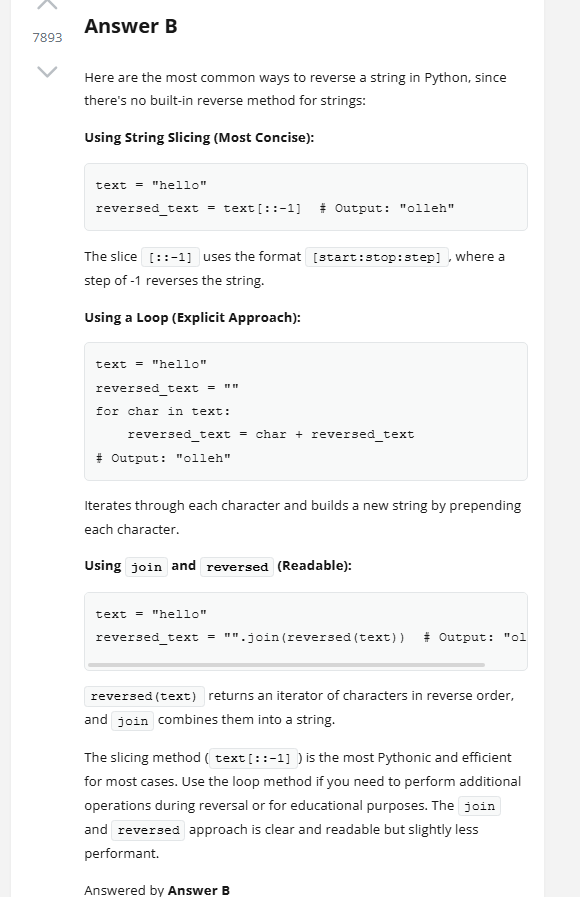 7893
Answer B
Here are the most common ways to reverse a string in Python, since
there's no built-in reverse method for strings:
Using String Slicing (Most Concise):
text = "hello"
reversed_text = text[::-1]  # Output: "olleh"
The slice [::-1] uses the format [start:stop:step], where a
step of -1 reverses the string.
Using a Loop (Explicit Approach):
text = "hello"
reversed_text = ""
for char in text:
    reversed_text = char + reversed_text
# Output: "olleh"
Iterates through each character and builds a new string by prepending
each character.
Using join and reversed (Readable):
text = "hello"
reversed_text = "".join(reversed(text))  # Output: "ol
reversed(text) returns an iterator of characters in reverse order,
and join combines them into a string.
The slicing method (text[::-1]) is the most Pythonic and efficient
for most cases. Use the loop method if you need to perform additional
operations during reversal or for educational purposes. The join
and reversed approach is clear and readable but slightly less
performant.
Answered by Answer B